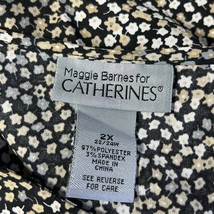 Maggie Barnes for
CATHERINES®
2X
22/24W
97% POLYESTER
3% SPANDEX
MADE IN
CHINA
SEE REVERSE
FOR CARE